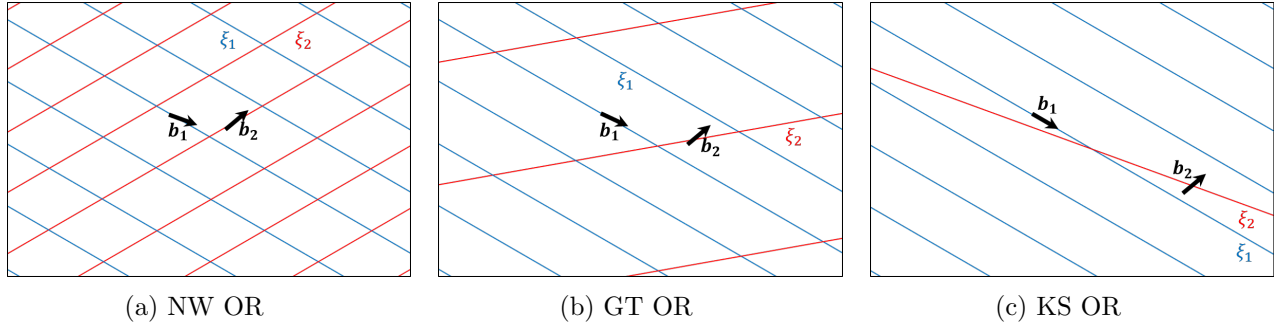 ξ₁ ξ₂
b₁ b₂
(a) NW OR
ξ₁
b₁ b₂
ξ₂
(b) GT OR
b₁
b₂
ξ₂
ξ₁
(c) KS OR